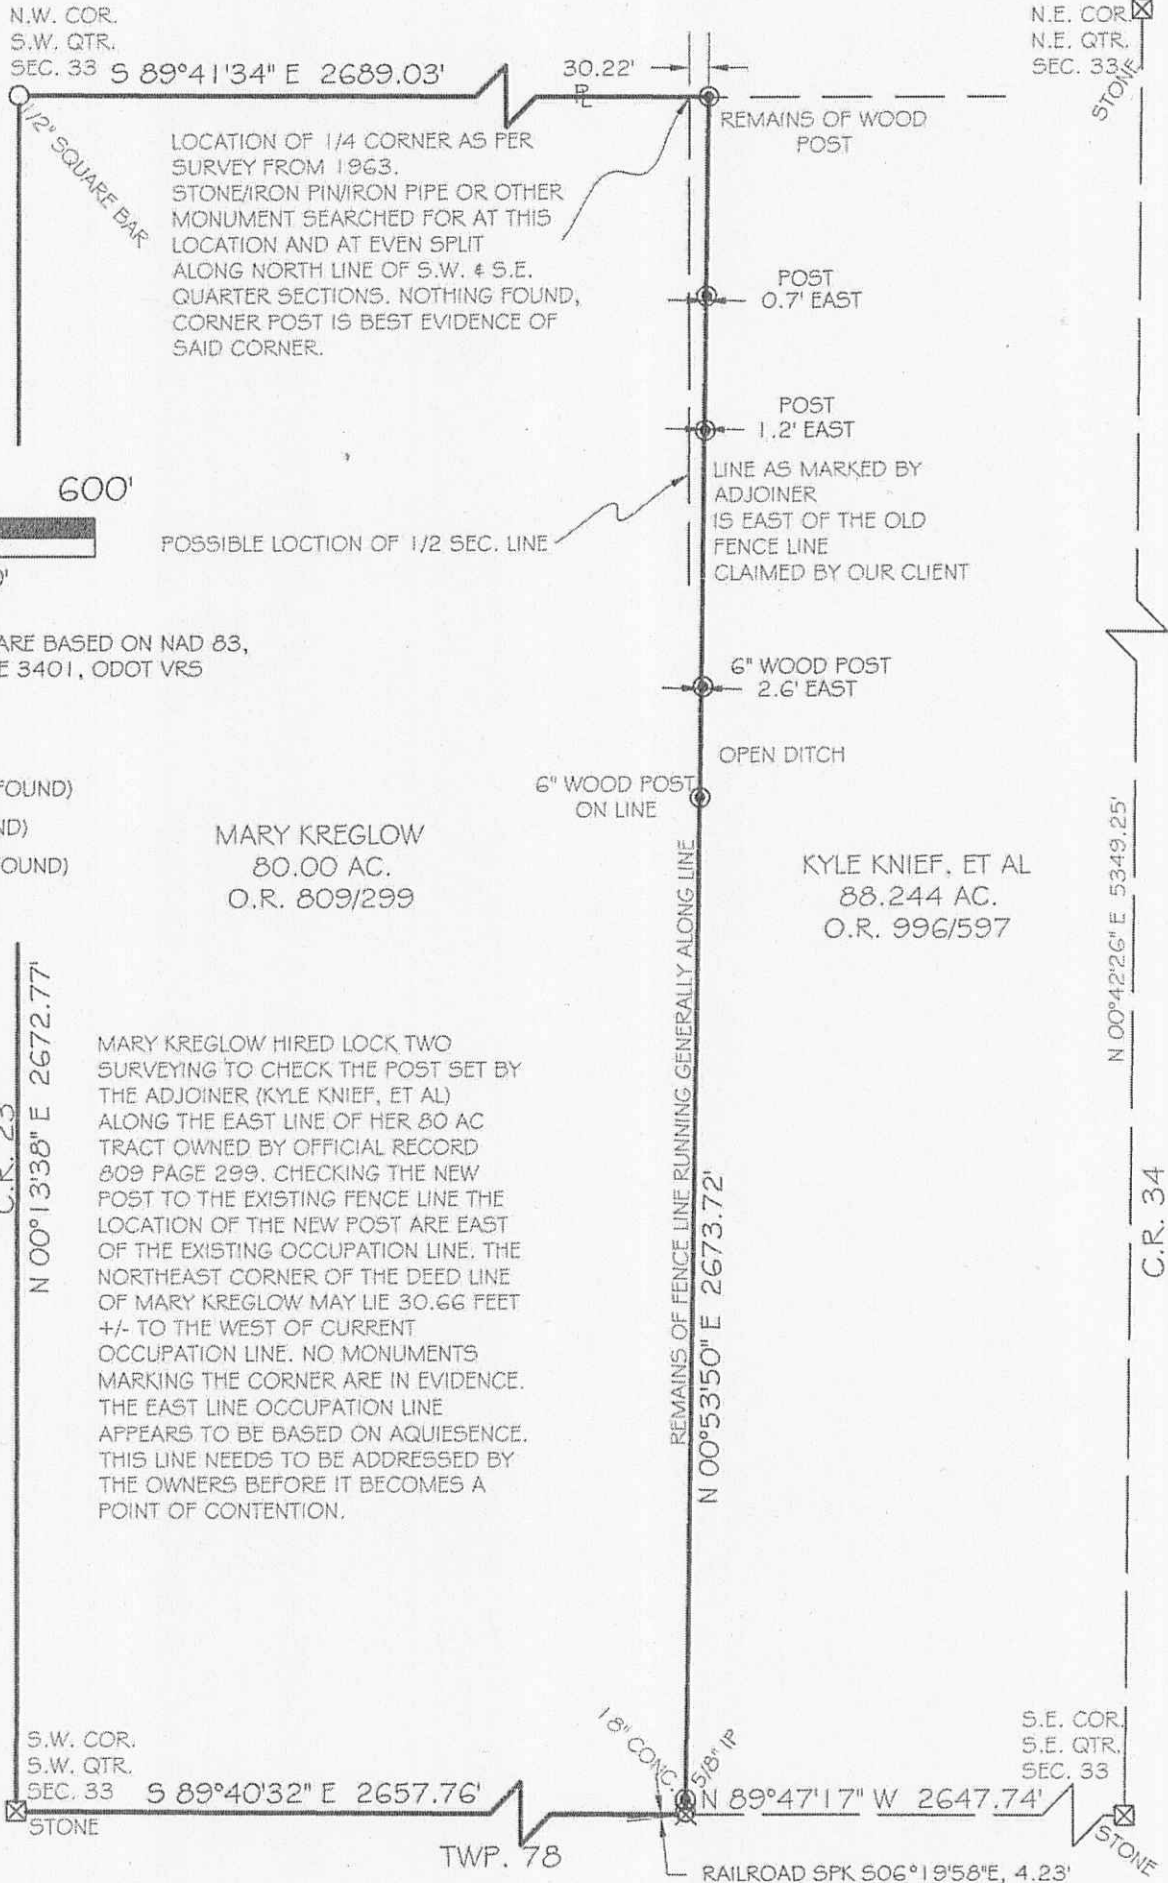 N.W. COR.
S.W. QTR.
SEC. 33
S 89°41'34" E 2689.03'
30.22'
PL
N.E. COR.
N.E. QTR.
SEC. 33
STONE
1/2" SQUARE BAR
REMAINS OF WOOD
POST
LOCATION OF 1/4 CORNER AS PER
SURVEY FROM 1963.
STONE/IRON PIN/IRON PIPE OR OTHER
MONUMENT SEARCHED FOR AT THIS
LOCATION AND AT EVEN SPLIT
ALONG NORTH LINE OF S.W. & S.E.
QUARTER SECTIONS. NOTHING FOUND,
CORNER POST IS BEST EVIDENCE OF
SAID CORNER.
POST
0.7' EAST
POST
1.2' EAST
LINE AS MARKED BY
ADJOINER
IS EAST OF THE OLD
FENCE LINE
CLAIMED BY OUR CLIENT
600'
POSSIBLE LOCTION OF 1/2 SEC. LINE
ARE BASED ON NAD 83,
E 3401, ODOT VRS
6" WOOD POST
2.6' EAST
OPEN DITCH
6" WOOD POST
ON LINE
FOUND)
ND)
OUND)
MARY KREGLOW
80.00 AC.
O.R. 809/299
KYLE KNIEF, ET AL
88.244 AC.
O.R. 996/597
N 00°42'26" E 5349.25'
C.R. 34
REMAINS OF FENCE LINE RUNNING GENERALLY ALONG LINE
N 00°53'50" E 2673.72'
C.R. 23
N 00°13'38" E 2672.77'
MARY KREGLOW HIRED LOCK TWO
SURVEYING TO CHECK THE POST SET BY
THE ADJOINER (KYLE KNIEF, ET AL)
ALONG THE EAST LINE OF HER 80 AC
TRACT OWNED BY OFFICIAL RECORD
809 PAGE 299. CHECKING THE NEW
POST TO THE EXISTING FENCE LINE THE
LOCATION OF THE NEW POST ARE EAST
OF THE EXISTING OCCUPATION LINE. THE
NORTHEAST CORNER OF THE DEED LINE
OF MARY KREGLOW MAY LIE 30.66 FEET
+/- TO THE WEST OF CURRENT
OCCUPATION LINE. NO MONUMENTS
MARKING THE CORNER ARE IN EVIDENCE.
THE EAST LINE OCCUPATION LINE
APPEARS TO BE BASED ON AQUIESENCE.
THIS LINE NEEDS TO BE ADDRESSED BY
THE OWNERS BEFORE IT BECOMES A
POINT OF CONTENTION.
S.W. COR.
S.W. QTR.
SEC. 33
S 89°40'32" E 2657.76'
STONE
18" CONC.
5/8" IP
S.E. COR.
S.E. QTR.
SEC. 33
N 89°47'17" W 2647.74'
STONE
TWP. 78
RAILROAD SPK S06°19'58"E, 4.23'